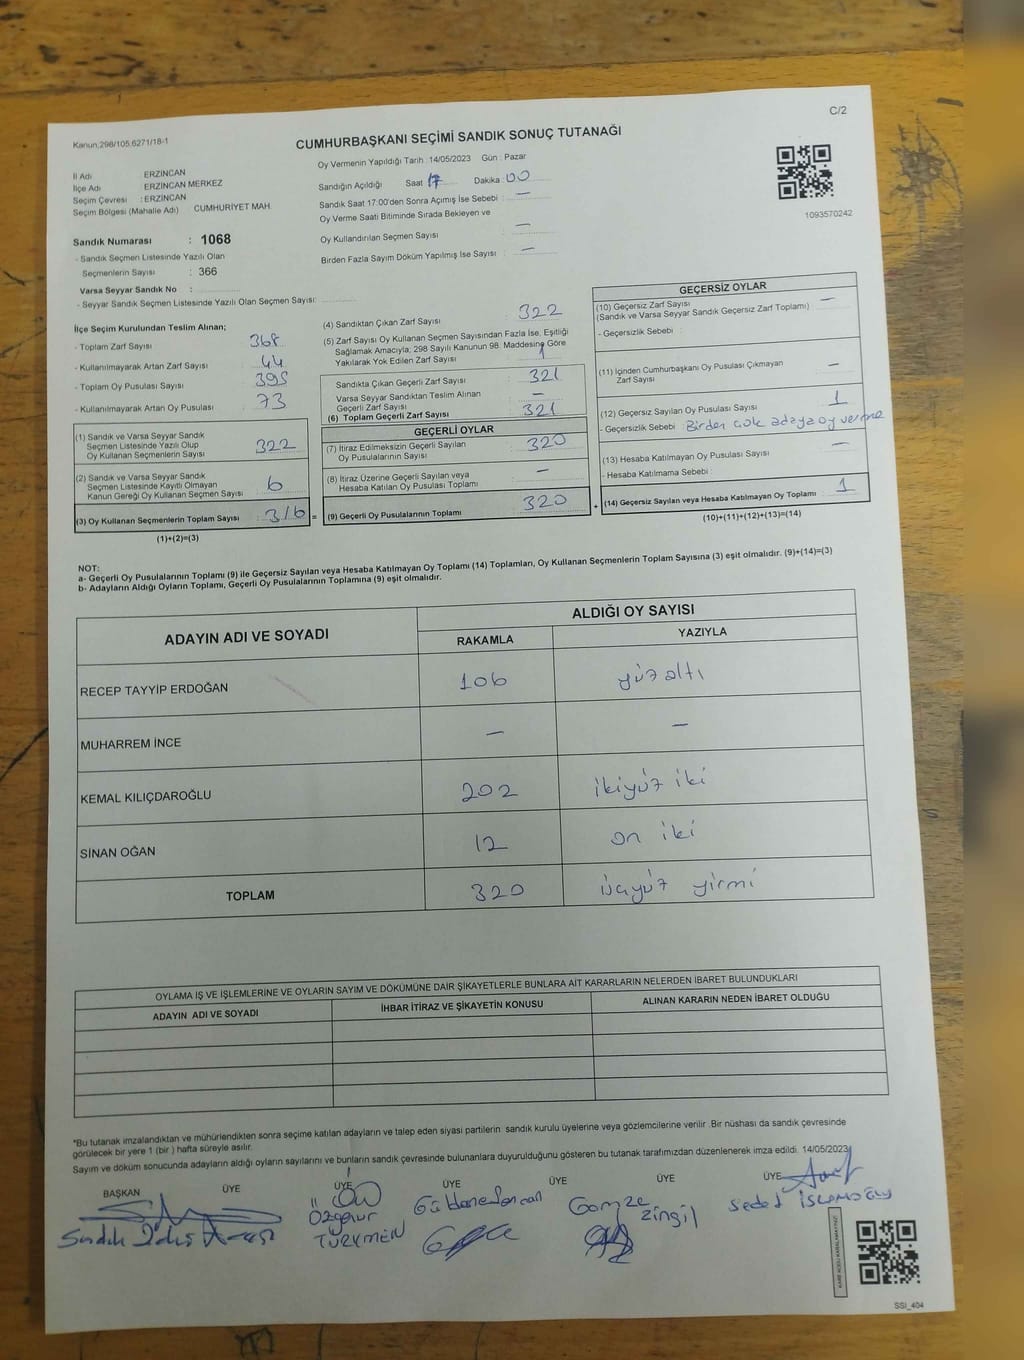 C/2
Kanun;298/105,6271/18-1
CUMHURBAŞKANI SEÇİMİ SANDIK SONUÇ TUTANAĞI
İl Adı ERZİNCAN
İlçe Adı : ERZİNCAN MERKEZ
Seçim Çevresi : ERZİNCAN
Seçim Bölgesi (Mahalle Adı) CUMHURİYET MAH.
Oy Vermenin Yapıldığı Tarih 14/05/2023 Gün : Pazar
Sandığın Açıldığı Saat 17 Dakika : 00
Sandık Saat 17:00'den Sonra Açımış İse Sebebi : —
Oy Verme Saati Bitiminde Sırada Bekleyen ve
Oy Kullandırılan Seçmen Sayısı —
Birden Fazla Sayım Döküm Yapılmış İse Sayısı : —
1093570242
Sandık Numarası : 1068
- Sandık Seçmen Listesinde Yazılı Olan
Seçmenlerin Sayısı : 366
Varsa Seyyar Sandık No :
- Seyyar Sandık Seçmen Listesinde Yazılı Olan Seçmen Sayısı:
İlçe Seçim Kurulundan Teslim Alınan;
- Toplam Zarf Sayısı 368
- Kullanılmayarak Artan Zarf Sayısı : 44
- Toplam Oy Pusulası Sayısı : 395
- Kullanılmayarak Artan Oy Pusulası : 73
(1) Sandık ve Varsa Seyyar Sandık
Seçmen Listesinde Yazılı Olup
Oy Kullanan Seçmenlerin Sayısı : 322
(2) Sandık ve Varsa Seyyar Sandık
Seçmen Listesinde Kayıtlı Olmayan
Kanun Gereği Oy Kullanan Seçmen Sayısı : 6
(3) Oy Kullanan Seçmenlerin Toplam Sayısı : 316 =
(1)+(2)=(3)
(4) Sandıktan Çıkan Zarf Sayısı : 322
(5) Zarf Sayısı Oy Kullanan Seçmen Sayısından Fazla İse, Eşitliği
Sağlamak Amacıyla; 298 Sayılı Kanunun 98. Maddesine Göre
Yakılarak Yok Edilen Zarf Sayısı : 1
Sandıkta Çıkan Geçerli Zarf Sayısı : 321
Varsa Seyyar Sandıktan Teslim Alınan
Geçerli Zarf Sayısı : —
(6) Toplam Geçerli Zarf Sayısı : 321
GEÇERLİ OYLAR
(7) İtiraz Edilmeksizin Geçerli Sayılan
Oy Pusulalarının Sayısı : 320
(8) İtiraz Üzerine Geçerli Sayılan veya
Hesaba Katılan Oy Pusulası Toplamı : —
(9) Geçerli Oy Pusulalarının Toplamı : 320 +
GEÇERSİZ OYLAR
(10) Geçersiz Zarf Sayısı : —
(Sandık ve Varsa Seyyar Sandık Geçersiz Zarf Toplamı)
- Geçersizlik Sebebi :
(11) İçinden Cumhurbaşkanı Oy Pusulası Çıkmayan
Zarf Sayısı : —
(12) Geçersiz Sayılan Oy Pusulası Sayısı : 1
- Geçersizlik Sebebi : Birden çok adaya oy verme
(13) Hesaba Katılmayan Oy Pusulası Sayısı : —
- Hesaba Katılmama Sebebi :
(14) Geçersiz Sayılan veya Hesaba Katılmayan Oy Toplamı : 1
(10)+(11)+(12)+(13)=(14)
NOT:
a- Geçerli Oy Pusulalarının Toplamı (9) ile Geçersiz Sayılan veya Hesaba Katılmayan Oy Toplamı (14) Toplamları, Oy Kullanan Seçmenlerin Toplam Sayısına (3) eşit olmalıdır. (9)+(14)=(3)
b- Adayların Aldığı Oyların Toplamı, Geçerli Oy Pusulalarının Toplamına (9) eşit olmalıdır.
ADAYIN ADI VE SOYADI ALDIĞI OY SAYISI
RAKAMLA YAZIYLA
RECEP TAYYİP ERDOĞAN 106 yüz altı
MUHARREM İNCE — —
KEMAL KILIÇDAROĞLU 202 ikiyüz iki
SİNAN OĞAN 12 on iki
TOPLAM 320 üçyüz yirmi
OYLAMA İŞ VE İŞLEMLERİNE VE OYLARIN SAYIM VE DÖKÜMÜNE DAİR ŞİKAYETLERLE BUNLARA AİT KARARLARIN NELERDEN İBARET BULUNDUKLARI
ADAYIN ADI VE SOYADI İHBAR İTİRAZ VE ŞİKAYETİN KONUSU ALINAN KARARIN NEDEN İBARET OLDUĞU
*Bu tutanak imzalandıktan ve mühürlendikten sonra seçime katılan adayların ve talep eden siyasi partilerin sandık kurulu üyelerine veya gözlemcilerine verilir. Bir nüshası da sandık çevresinde
görülecek bir yere 1 (bir ) hafta süreyle asılır.
Sayım ve döküm sonucunda adayların aldığı oyların sayılarını ve bunların sandık çevresinde bulunanlara duyurulduğunu gösteren bu tutanak tarafımızdan düzenlenerek imza edildi. 14/05/2023
BAŞKAN ÜYE ÜYE ÜYE ÜYE ÜYE ÜYE
Özgenur
TÜRKMEN
Gamze
Zingil
Sedat İSLAMOĞLU
SSI_404